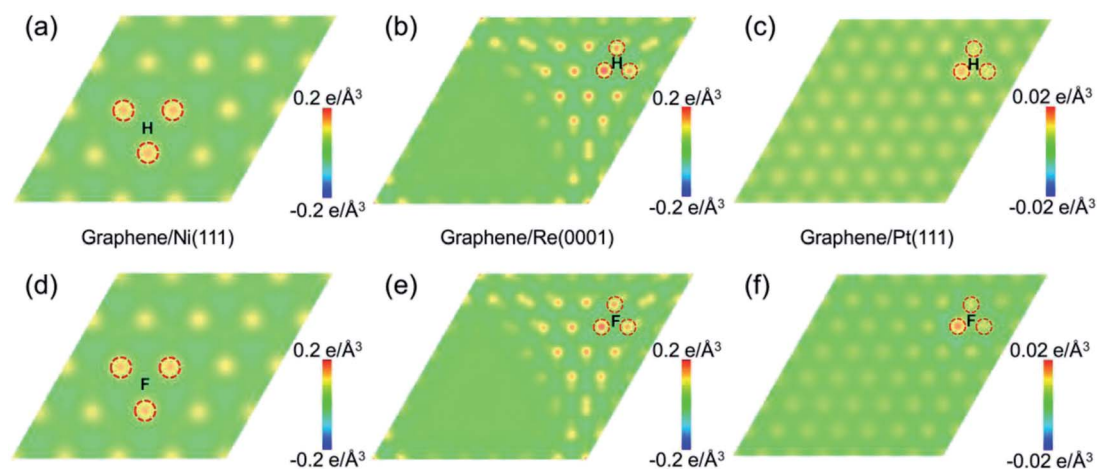 (a)
(b)
(c)
H
H
H
0.2 e/Å³
0.2 e/Å³
0.02 e/Å³
-0.2 e/Å³
-0.2 e/Å³
-0.02 e/Å³
Graphene/Ni(111)
Graphene/Re(0001)
Graphene/Pt(111)
(d)
(e)
(f)
F
F
F
0.2 e/Å³
0.2 e/Å³
0.02 e/Å³
-0.2 e/Å³
-0.2 e/Å³
-0.02 e/Å³